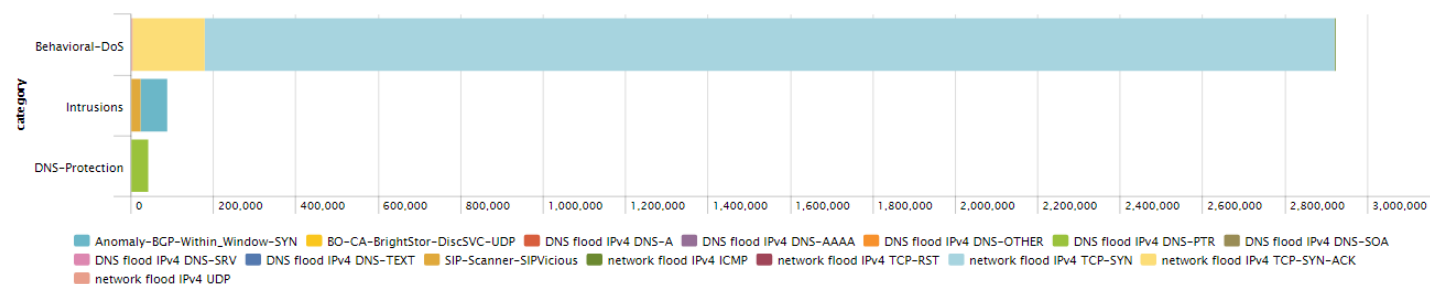 category
Behavioral-DoS
Intrusions
DNS-Protection
0 200,000 400,000 600,000 800,000 1,000,000 1,200,000 1,400,000 1,600,000 1,800,000 2,000,000 2,200,000 2,400,000 2,600,000 2,800,000 3,000,000
Anomaly-BGP-Within_Window-SYN BO-CA-BrightStor-DiscSVC-UDP DNS flood IPv4 DNS-A DNS flood IPv4 DNS-AAAA DNS flood IPv4 DNS-OTHER DNS flood IPv4 DNS-PTR DNS flood IPv4 DNS-SOA
DNS flood IPv4 DNS-SRV DNS flood IPv4 DNS-TEXT SIP-Scanner-SIPVicious network flood IPv4 ICMP network flood IPv4 TCP-RST network flood IPv4 TCP-SYN network flood IPv4 TCP-SYN-ACK
network flood IPv4 UDP